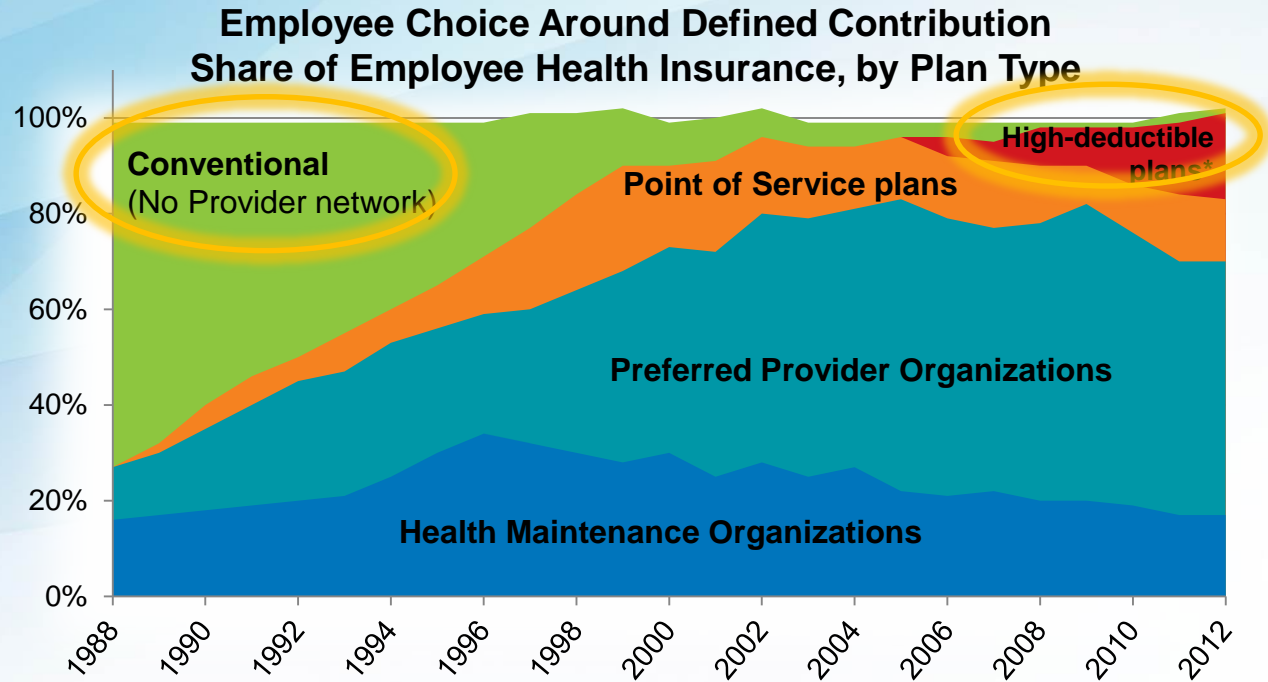 Employee Choice Around Defined Contribution
Share of Employee Health Insurance, by Plan Type
100%
80%
60%
40%
20%
0%
Conventional
(No Provider network)
High-deductible
plans*
Point of Service plans
Preferred Provider Organizations
Health Maintenance Organizations
1988
1990
1992
1994
1996
1998
2000
2002
2004
2006
2008
2010
2012